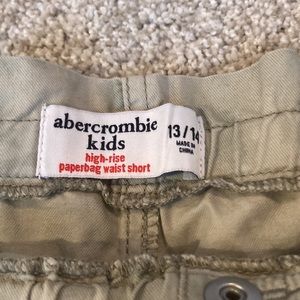 abercrombie
kids
high-rise
paperbag waist short
13/14
MADE IN
CHINA